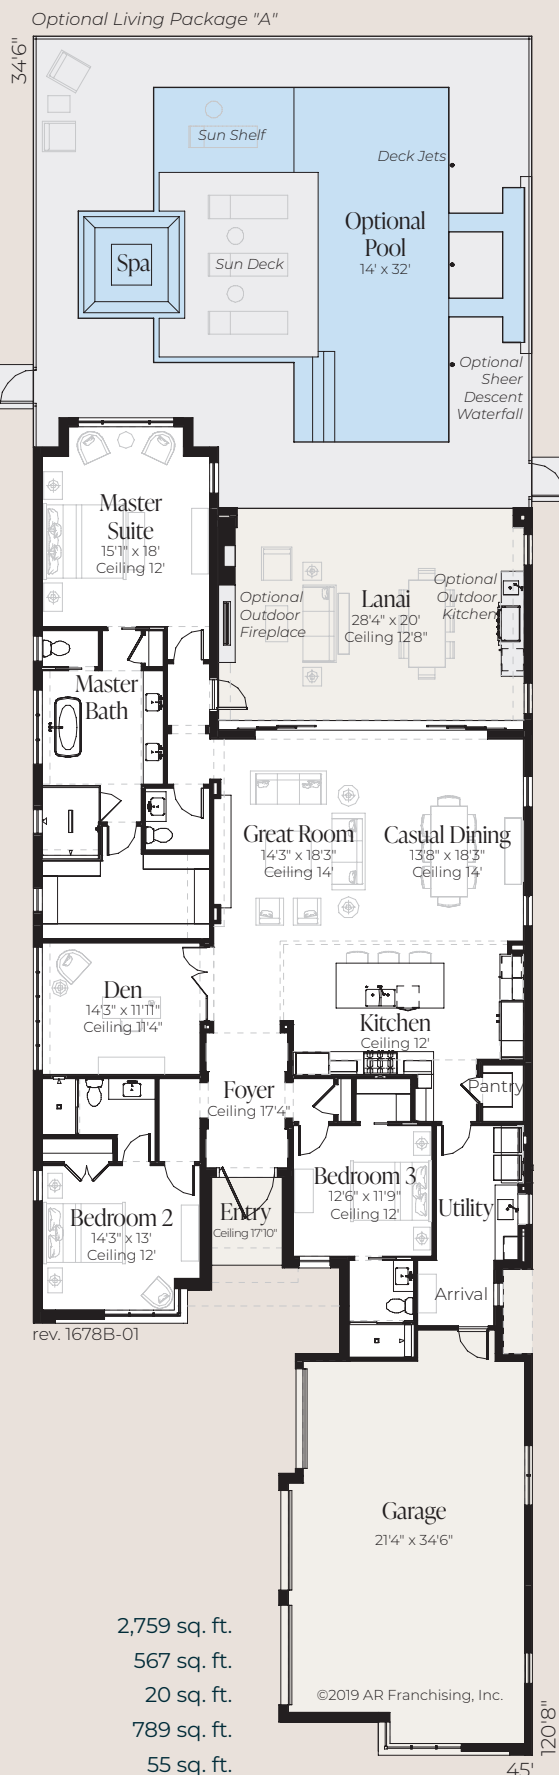 Optional Living Package "A"
34'6"
Sun Shelf
Deck Jets
Optional
Pool
14' x 32'
Spa
Sun Deck
Optional
Sheer
Descent
Waterfall
Master
Suite
15'1" x 18'
Ceiling 12'
Optional
Outdoor
Fireplace
Lanai
28'4" x 20'
Ceiling 12'8"
Optional
Outdoor
Kitchen
Master
Bath
Great Room
14'3" x 18'3"
Ceiling 14'
Casual Dining
13'8" x 18'3"
Ceiling 14'
Den
14'3" x 11'11"
Ceiling 11'4"
Kitchen
Ceiling 12'
Foyer
Ceiling 17'4"
Pantry
Bedroom 3
12'6" x 11'9"
Ceiling 12'
Utility
Bedroom 2
14'3" x 13'
Ceiling 12'
Entry
Ceiling 17'10"
Arrival
rev. 1678B-01
Garage
21'4" x 34'6"
2,759 sq. ft.
567 sq. ft.
20 sq. ft.
789 sq. ft.
55 sq. ft.
©2019 AR Franchising, Inc.
120'8"
45'